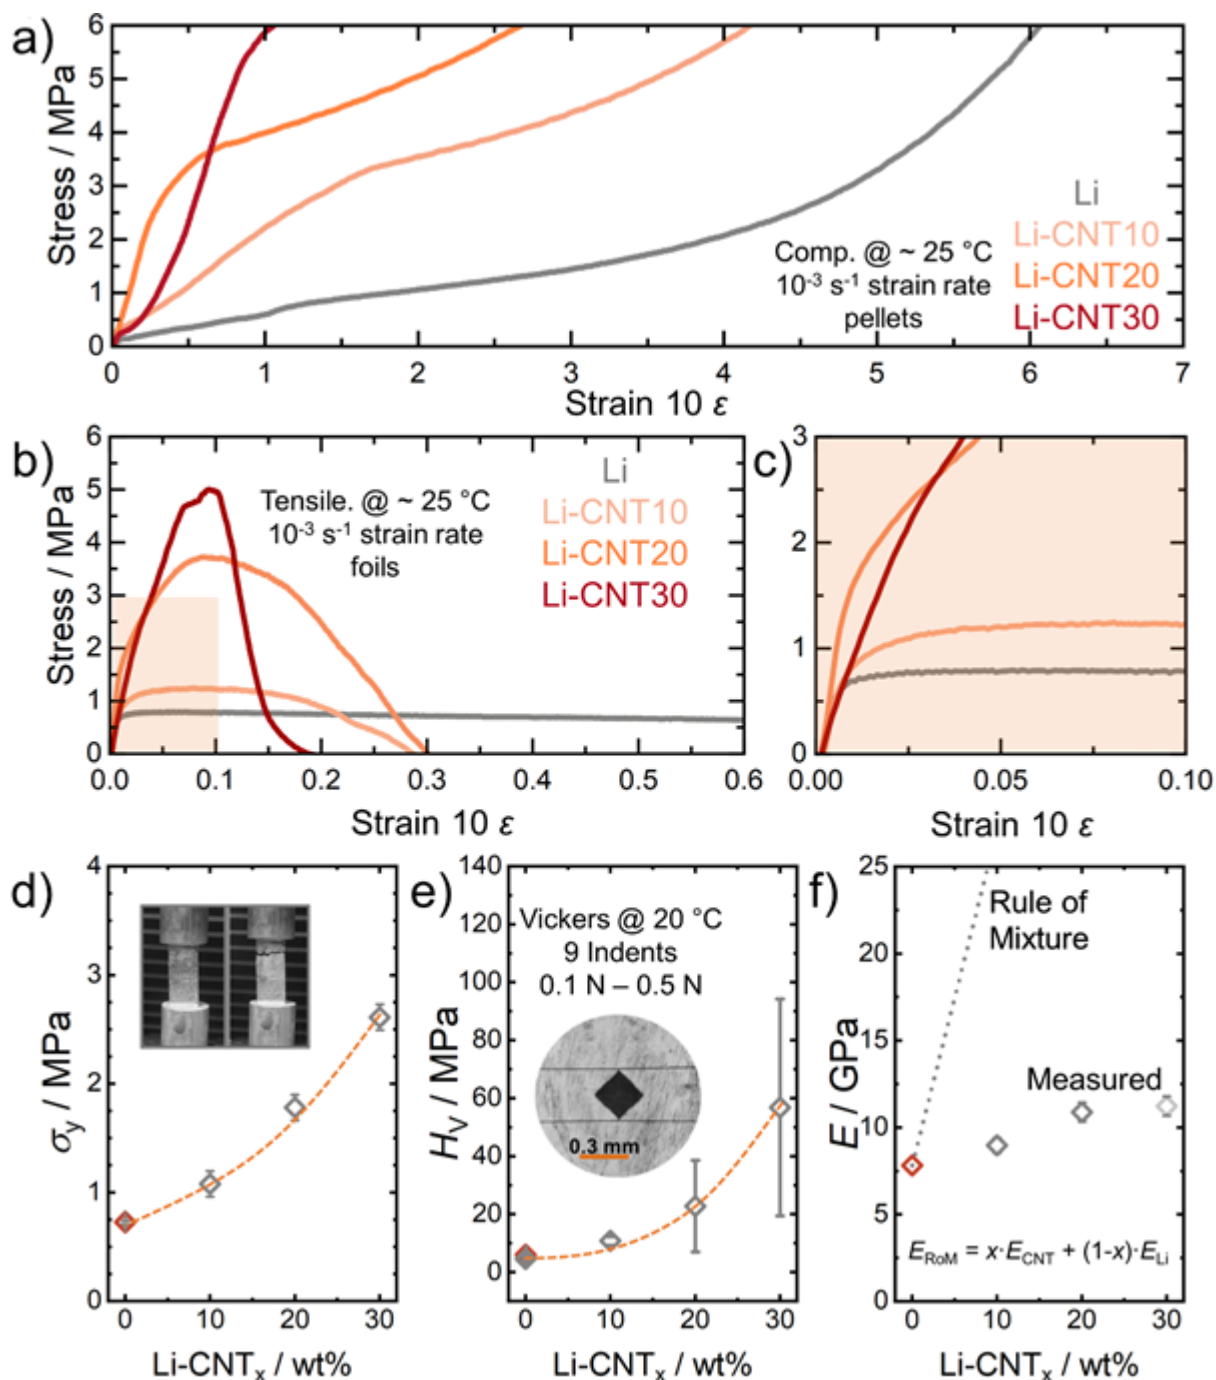 a)
Stress / MPa
6
5
4
3
2
1
0
Li
Li-CNT10
Li-CNT20
Li-CNT30
Comp. @ ~ 25 °C
10⁻³ s⁻¹ strain rate
pellets
0 1 2 3 4 5 6 7
Strain 10 ε
b)
Stress / MPa
6
5
4
3
2
1
0
Tensile. @ ~ 25 °C
10⁻³ s⁻¹ strain rate
foils
Li
Li-CNT10
Li-CNT20
Li-CNT30
0.0 0.1 0.2 0.3 0.4 0.5 0.6
Strain 10 ε
c)
3
2
1
0
0.00 0.05 0.10
Strain 10 ε
d)
σy / MPa
4
3
2
1
0
0 10 20 30
Li-CNTx / wt%
e)
HV / MPa
140
120
100
80
60
40
20
0
Vickers @ 20 °C
9 Indents
0.1 N – 0.5 N
0.3 mm
0 10 20 30
Li-CNTx / wt%
f)
E / GPa
25
20
15
10
5
0
Rule of
Mixture
Measured
ERoM = x·ECNT + (1-x)·ELi
0 10 20 30
Li-CNTx / wt%